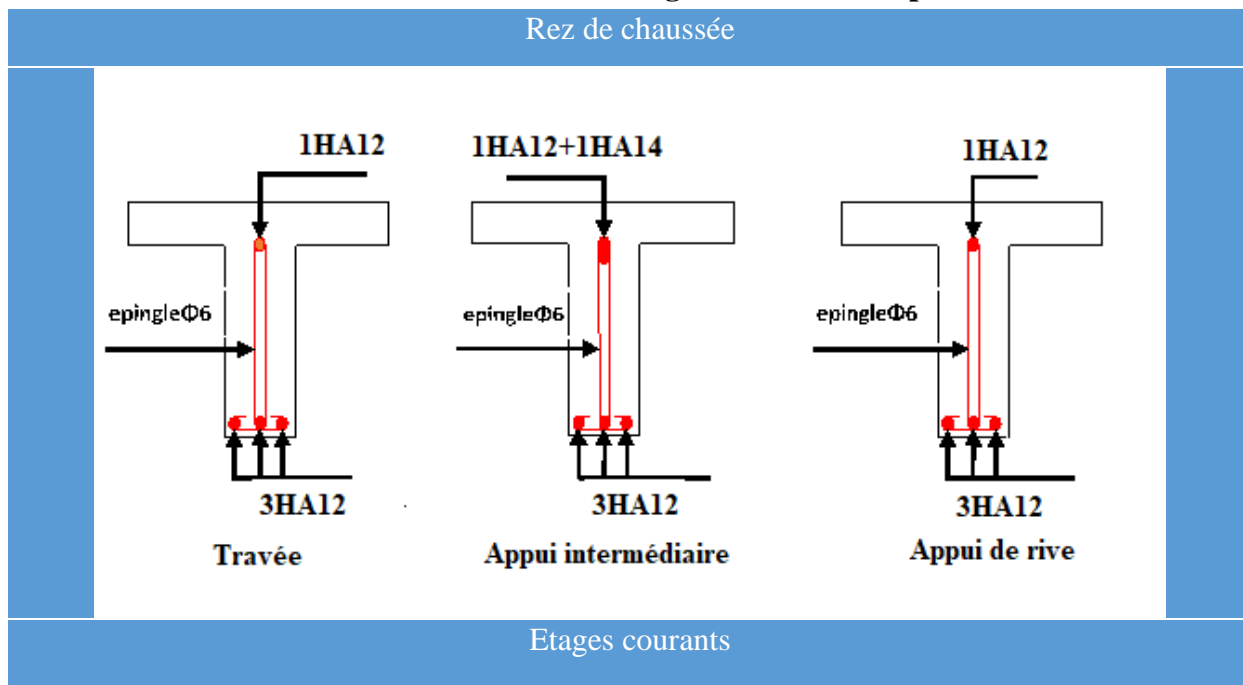 Rez de chaussée
1HA12
1HA12+1HA14
1HA12
epingleΦ6
epingleΦ6
epingleΦ6
3HA12
3HA12
3HA12
Travée
Appui intermédiaire
Appui de rive
Etages courants